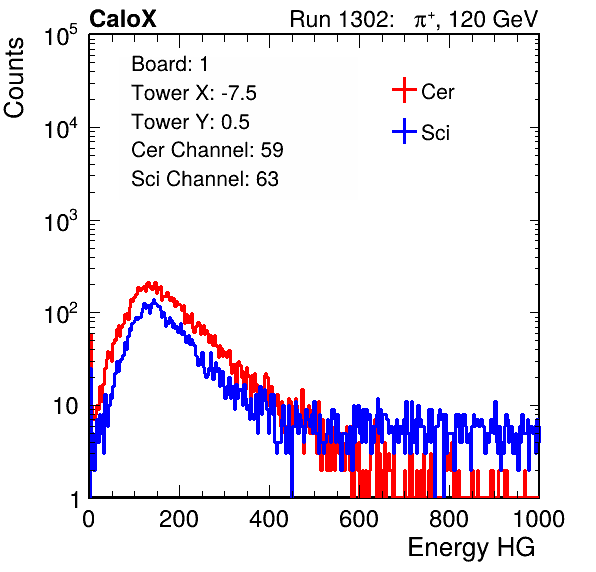 CaloX Run 1302: π⁺, 120 GeV
Counts
10⁵
10⁴
10³
10²
10
1
Board: 1
Tower X: -7.5
Tower Y: 0.5
Cer Channel: 59
Sci Channel: 63
Cer
Sci
0 200 400 600 800 1000
Energy HG